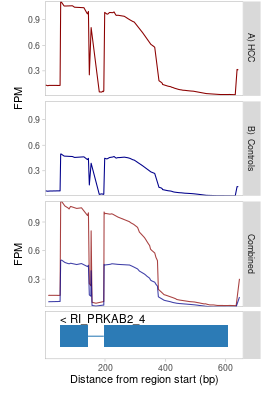 FPM
0.9
0.6
0.3
A) HCC
0.9
0.6
0.3
B) Controls
FPM
0.9
0.6
0.3
Combined
< RI_PRKAB2_4
200
400
600
Distance from region start (bp)